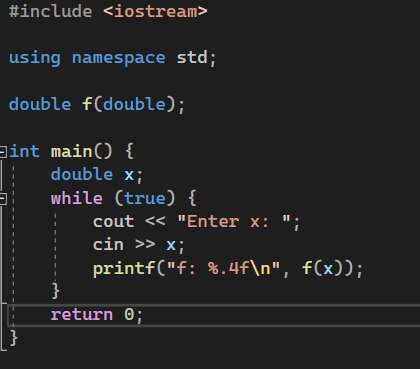 #include <iostream>
using namespace std;
double f(double);
int main() {
    double x;
    while (true) {
        cout << "Enter x: ";
        cin >> x;
        printf("f: %.4f\n", f(x));
    }
    return 0;
}